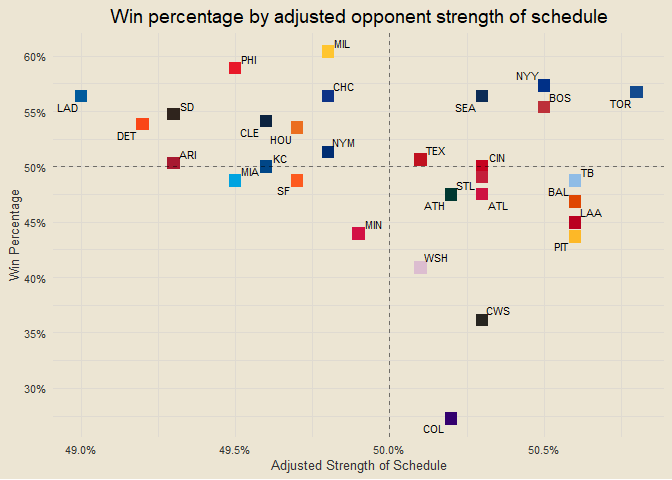 Win percentage by adjusted opponent strength of schedule
60%
55%
50%
45%
40%
35%
30%
Win Percentage
MIL
PHI
CHC
NYY
LAD
SD
SEA
BOS
TOR
DET
CLE
HOU
NYM
TEX
CIN
ARI
KC
MIA
SF
STL
TB
ATH
ATL
BAL
LAA
MIN
PIT
WSH
CWS
COL
49.0%
49.5%
50.0%
50.5%
Adjusted Strength of Schedule